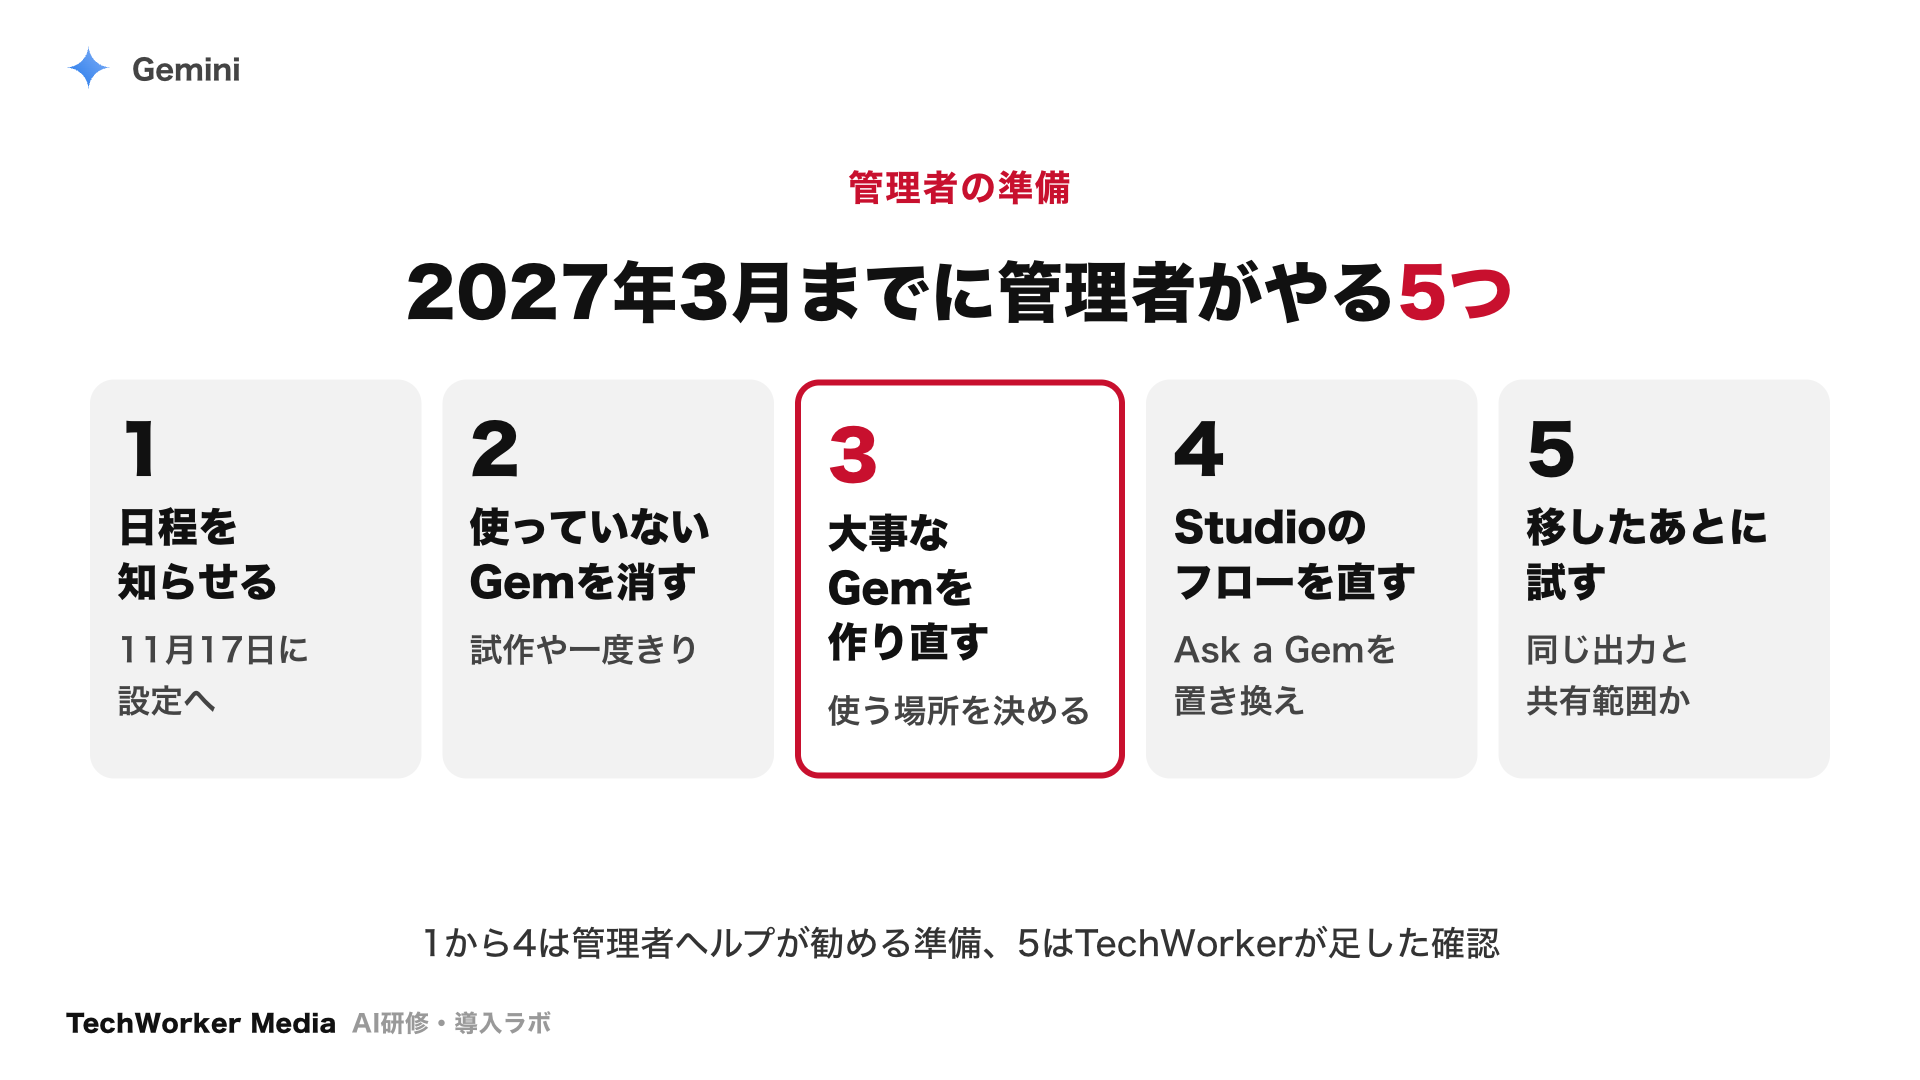 Gemini
管理者の準備
2027年3月までに管理者がやる5つ
1
日程を
知らせる
11月17日に
設定へ
2
使っていない
Gemを消す
試作や一度きり
3
大事な
Gemを
作り直す
使う場所を決める
4
Studioの
フローを直す
Ask a Gemを
置き換え
5
移したあとに
試す
同じ出力と
共有範囲か
1から4は管理者ヘルプが勧める準備、5はTechWorkerが足した確認
TechWorker Media AI研修・導入ラボ